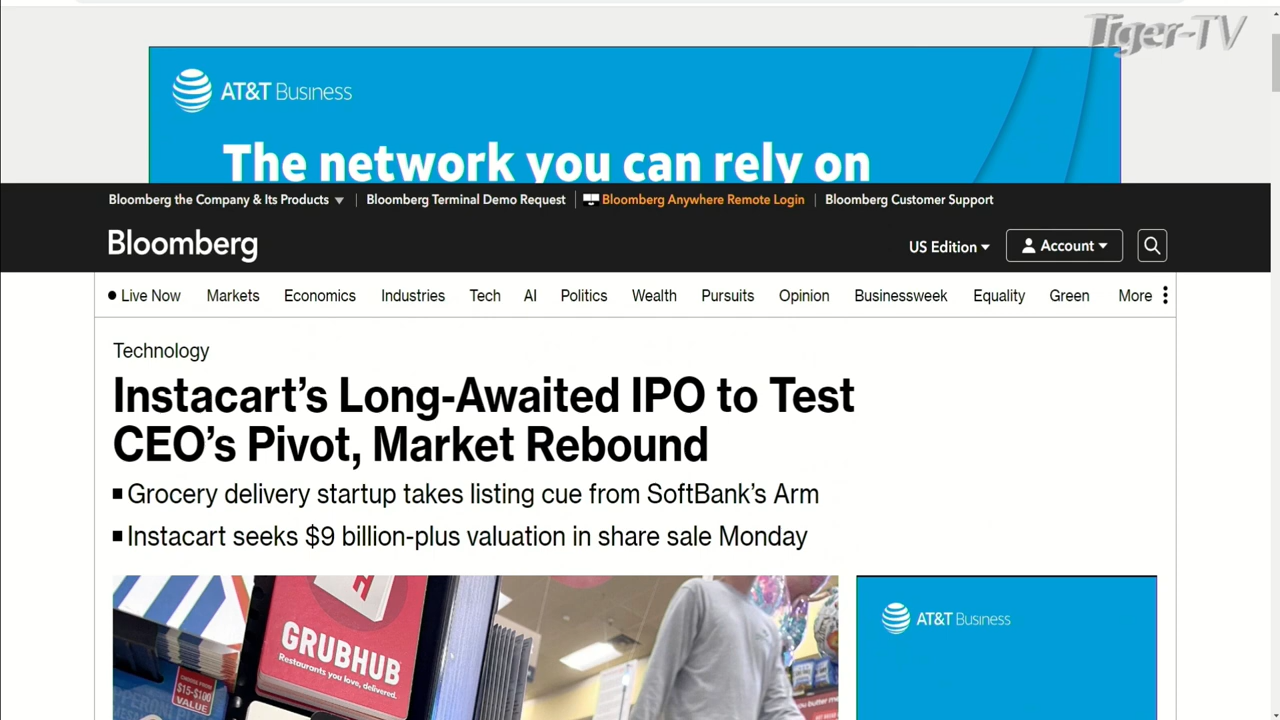 Tiger-TV
AT&T Business
The network you can rely on
Bloomberg the Company & Its Products
Bloomberg Terminal Demo Request
Bloomberg Anywhere Remote Login
Bloomberg Customer Support
Bloomberg
US Edition
Account
Live Now
Markets
Economics
Industries
Tech
AI
Politics
Wealth
Pursuits
Opinion
Businessweek
Equality
Green
More
Technology
Instacart's Long-Awaited IPO to Test
CEO's Pivot, Market Rebound
Grocery delivery startup takes listing cue from SoftBank's Arm
Instacart seeks $9 billion-plus valuation in share sale Monday
GRUBHUB
Restaurants you love, delivered.
$15-$100
VALUE
AT&T Business